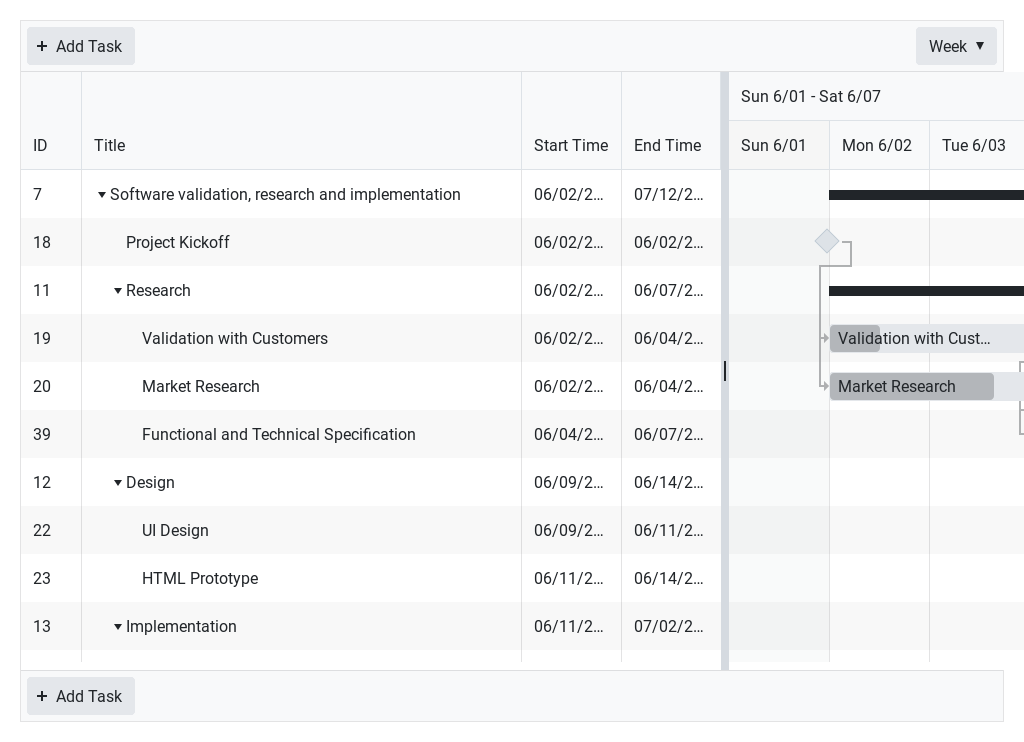 + Add Task
Week ▼
Sun 6/01 - Sat 6/07
ID Title Start Time End Time Sun 6/01 Mon 6/02 Tue 6/03
7 Software validation, research and implementation 06/02/2... 07/12/2...
18 Project Kickoff 06/02/2... 06/02/2...
11 Research 06/02/2... 06/07/2...
19 Validation with Customers 06/02/2... 06/04/2... Validation with Cust...
20 Market Research 06/02/2... 06/04/2... Market Research
39 Functional and Technical Specification 06/04/2... 06/07/2...
12 Design 06/09/2... 06/14/2...
22 UI Design 06/09/2... 06/11/2...
23 HTML Prototype 06/11/2... 06/14/2...
13 Implementation 06/11/2... 07/02/2...
+ Add Task